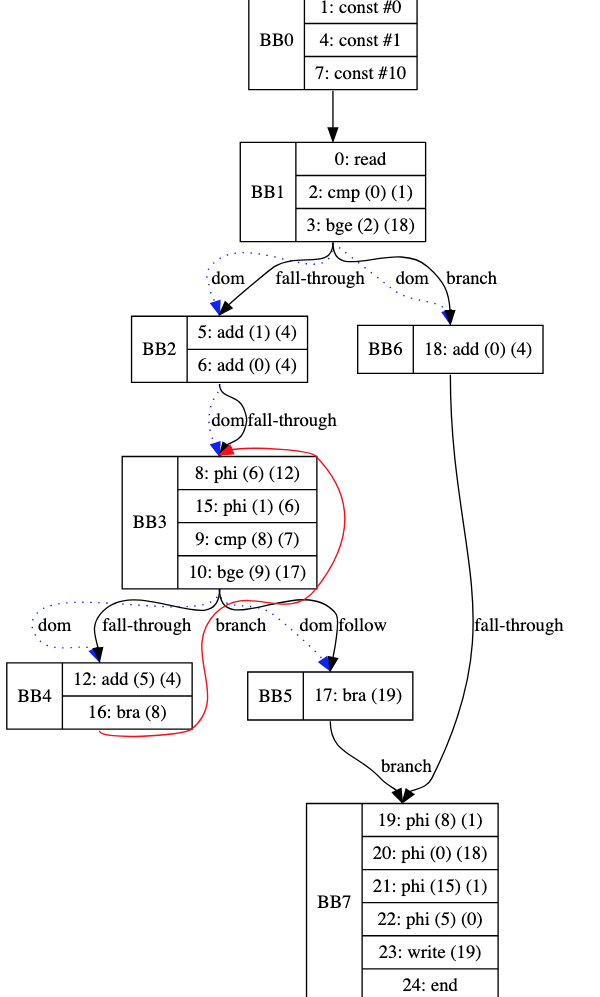 BB0
1: const #0
4: const #1
7: const #10
BB1
0: read
2: cmp (0) (1)
3: bge (2) (18)
dom
fall-through
dom
branch
BB2
5: add (1) (4)
6: add (0) (4)
BB6
18: add (0) (4)
dom
fall-through
BB3
8: phi (6) (12)
15: phi (1) (6)
9: cmp (8) (7)
10: bge (9) (17)
dom
fall-through
branch
dom
follow
fall-through
BB4
12: add (5) (4)
16: bra (8)
BB5
17: bra (19)
branch
BB7
19: phi (8) (1)
20: phi (0) (18)
21: phi (15) (1)
22: phi (5) (0)
23: write (19)
24: end